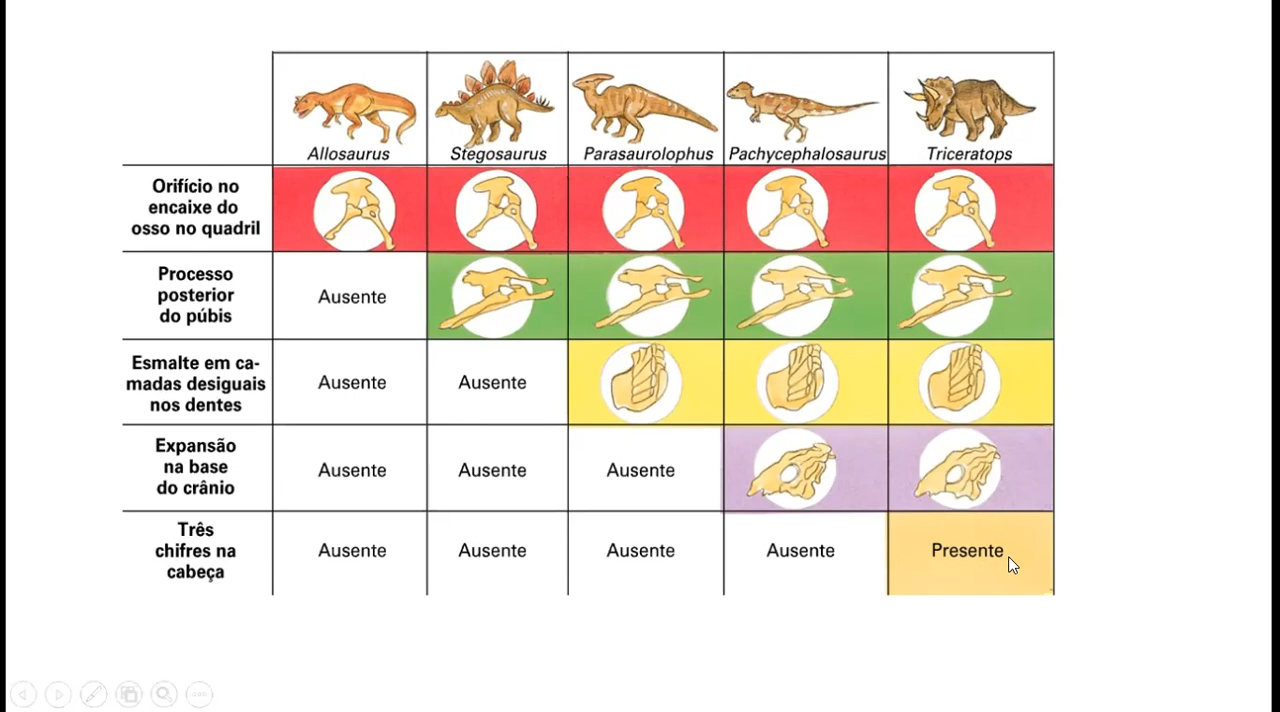 Allosaurus
Stegosaurus
Parasaurolophus
Pachycephalosaurus
Triceratops
Orifício no
encaixe do
osso no quadril
Processo
posterior
do púbis
Ausente
Esmalte em ca-
madas desiguais
nos dentes
Ausente
Ausente
Expansão
na base
do crânio
Ausente
Ausente
Ausente
Três
chifres na
cabeça
Ausente
Ausente
Ausente
Ausente
Presente